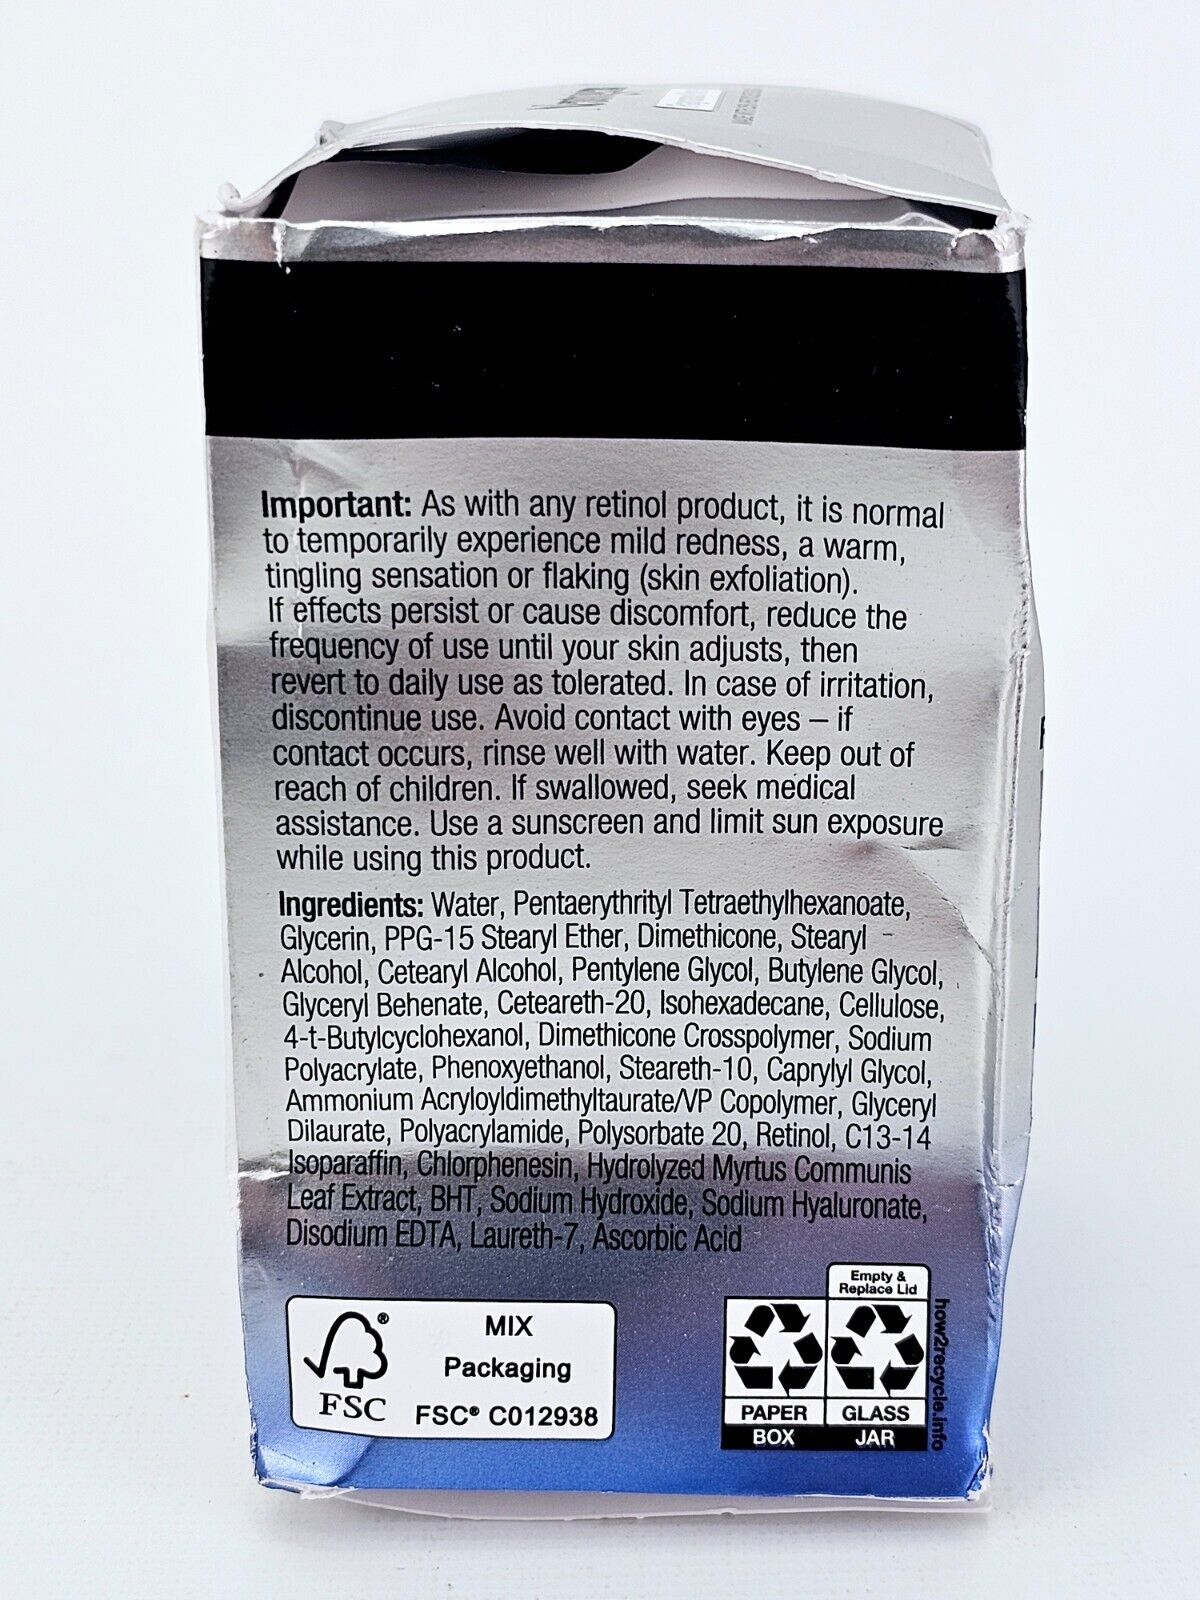 Important: As with any retinol product, it is normal
to temporarily experience mild redness, a warm,
tingling sensation or flaking (skin exfoliation).
If effects persist or cause discomfort, reduce the
frequency of use until your skin adjusts, then
revert to daily use as tolerated. In case of irritation,
discontinue use. Avoid contact with eyes – if
contact occurs, rinse well with water. Keep out of
reach of children. If swallowed, seek medical
assistance. Use a sunscreen and limit sun exposure
while using this product.
Ingredients: Water, Pentaerythrityl Tetraethylhexanoate,
Glycerin, PPG-15 Stearyl Ether, Dimethicone, Stearyl
Alcohol, Cetearyl Alcohol, Pentylene Glycol, Butylene Glycol,
Glyceryl Behenate, Ceteareth-20, Isohexadecane, Cellulose,
4-t-Butylcyclohexanol, Dimethicone Crosspolymer, Sodium
Polyacrylate, Phenoxyethanol, Steareth-10, Caprylyl Glycol,
Ammonium Acryloyldimethyltaurate/VP Copolymer, Glyceryl
Dilaurate, Polyacrylamide, Polysorbate 20, Retinol, C13-14
Isoparaffin, Chlorphenesin, Hydrolyzed Myrtus Communis
Leaf Extract, BHT, Sodium Hydroxide, Sodium Hyaluronate,
Disodium EDTA, Laureth-7, Ascorbic Acid
®
FSC
MIX
Packaging
FSC® C012938
Empty &
Replace Lid
PAPER
BOX
GLASS
JAR
how2recycle.info